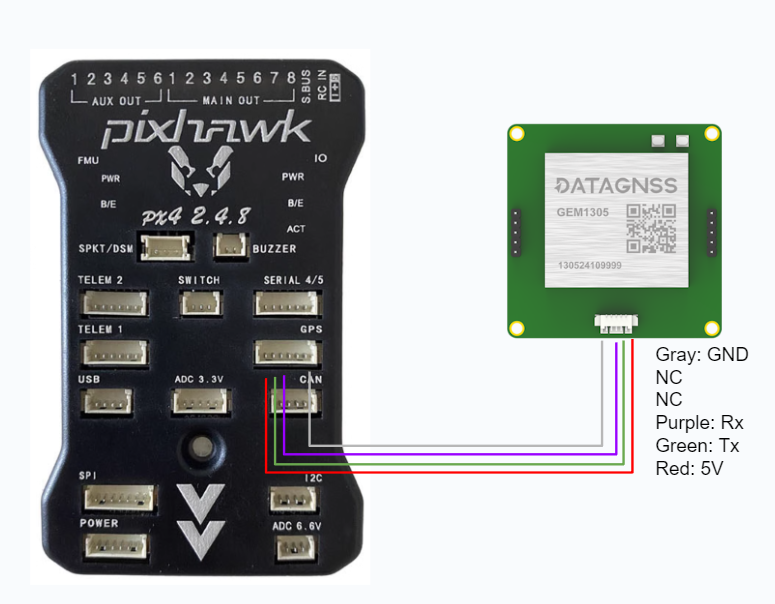 1 2 3 4 5 6 1 2 3 4 5 6 7 8 S.BUS RC IN
AUX OUT MAIN OUT
pixhawk
FMU IO
PWR PWR
B/E B/E
px4 2.4.8
ACT
SPKT/DSM BUZZER
TELEM 2 SWITCH SERIAL 4/5
TELEM 1 GPS
USB ADC 3.3V CAN
SPI I2C
POWER ADC 6.6V
DATAGNSS
GEM1305
130524109999
Gray: GND
NC
NC
Purple: Rx
Green: Tx
Red: 5V